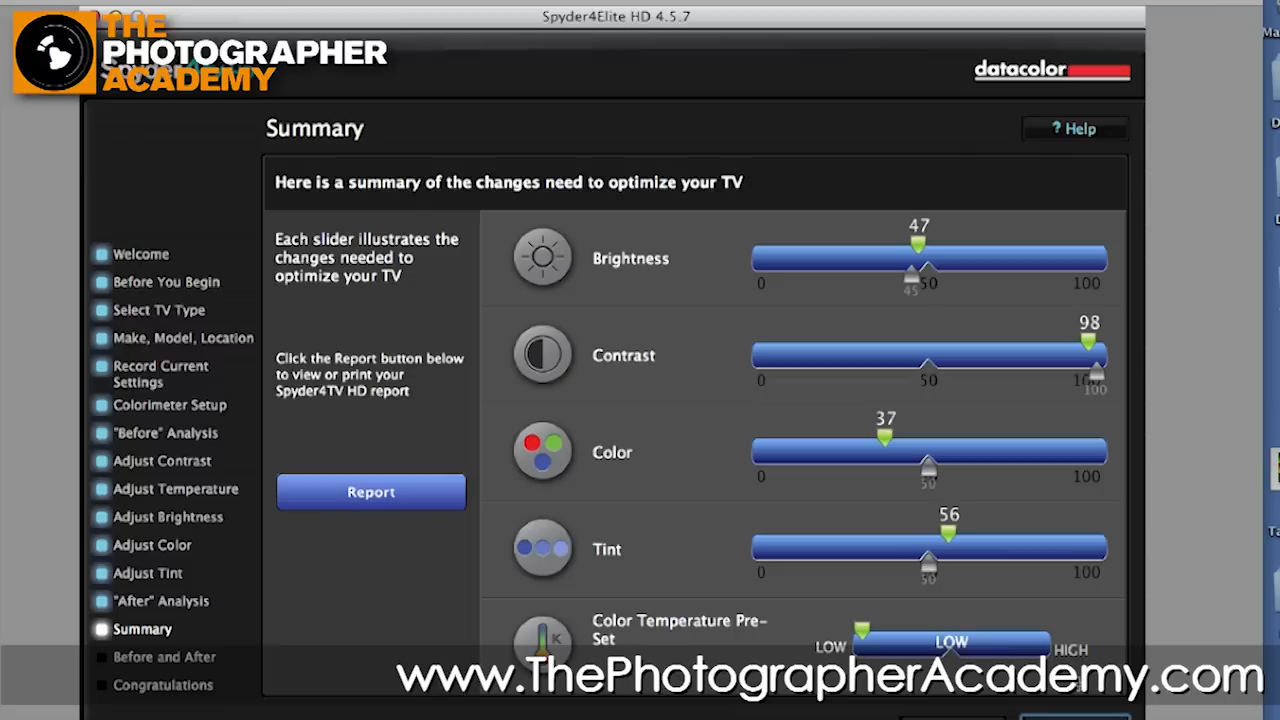 Spyder4Elite HD 4.5.7
THE
PHOTOGRAPHER
ACADEMY
datacolor
Summary
? Help
Here is a summary of the changes need to optimize your TV
Each slider illustrates the
changes needed to
optimize your TV
Click the Report button below
to view or print your
Spyder4TV HD report
Report
Welcome
Before You Begin
Select TV Type
Make, Model, Location
Record Current
Settings
Colorimeter Setup
"Before" Analysis
Adjust Contrast
Adjust Temperature
Adjust Brightness
Adjust Color
Adjust Tint
"After" Analysis
Summary
Before and After
Congratulations
47
Brightness
0 45 50 100
98
Contrast
0 50 100
100
37
Color
0 50 100
56
Tint
0 50 100
Color Temperature Pre-
Set
K
LOW LOW HIGH
www.ThePhotographerAcademy.com